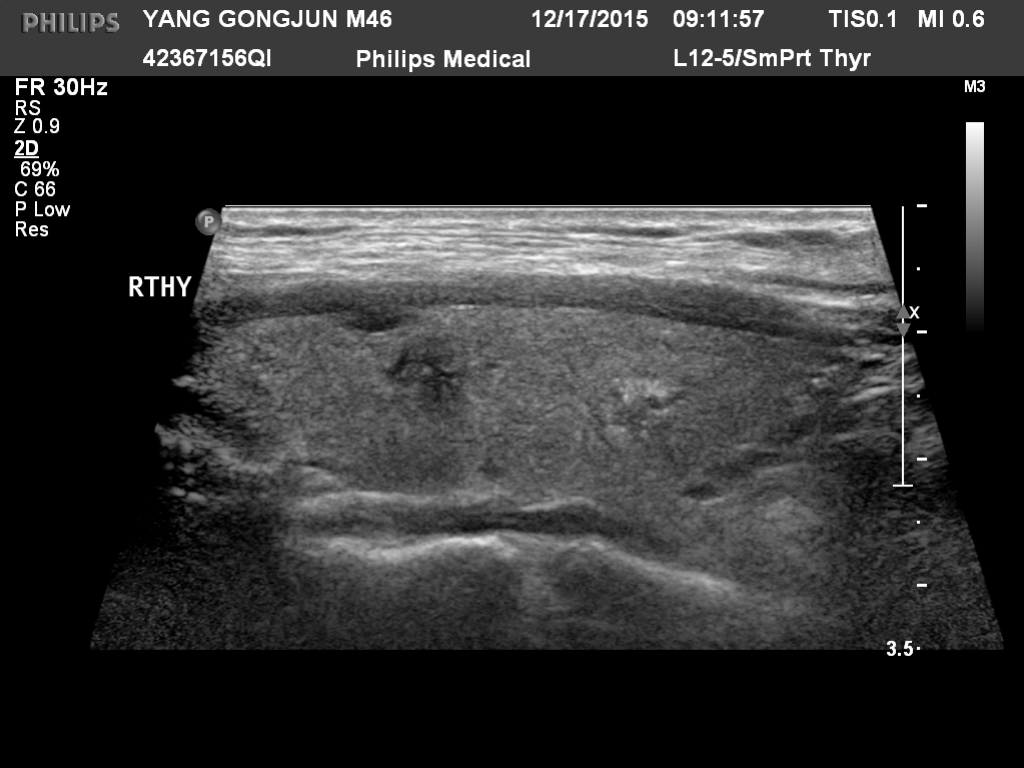 PHILIPS
YANG GONGJUN M46 12/17/2015 09:11:57 TIS0.1 MI 0.6
42367156QI Philips Medical L12-5/SmPrt Thyr
FR 30Hz
RS
Z 0.9
2D
69%
C 66
P Low
Res
M3
P
RTHY
X
3.5